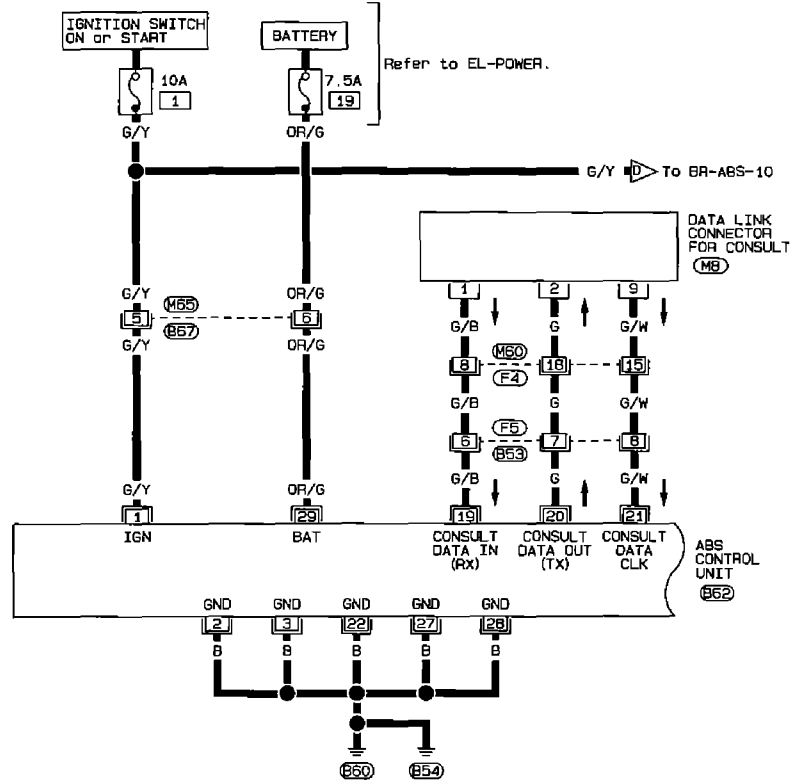 IGNITION SWITCH
ON or START
BATTERY
Refer to EL-POWER.
10A
1
7.5A
19
G/Y
OR/G
G/Y
D
To BR-ABS-10
DATA LINK
CONNECTOR
FOR CONSULT
M8
1
2
9
G/Y
M65
OR/G
5
6
B67
G/Y
OR/G
G/B
G
G/W
8
M60
18
15
F4
G/B
G
G/W
6
F5
7
8
B53
G/B
G
G/W
G/Y
OR/G
1
29
19
20
21
IGN
BAT
CONSULT
DATA IN
(RX)
CONSULT
DATA OUT
(TX)
CONSULT
DATA
CLK
ABS
CONTROL
UNIT
B62
GND
GND
GND
GND
GND
2
3
22
27
28
B
B
B
B
B
B60
B54